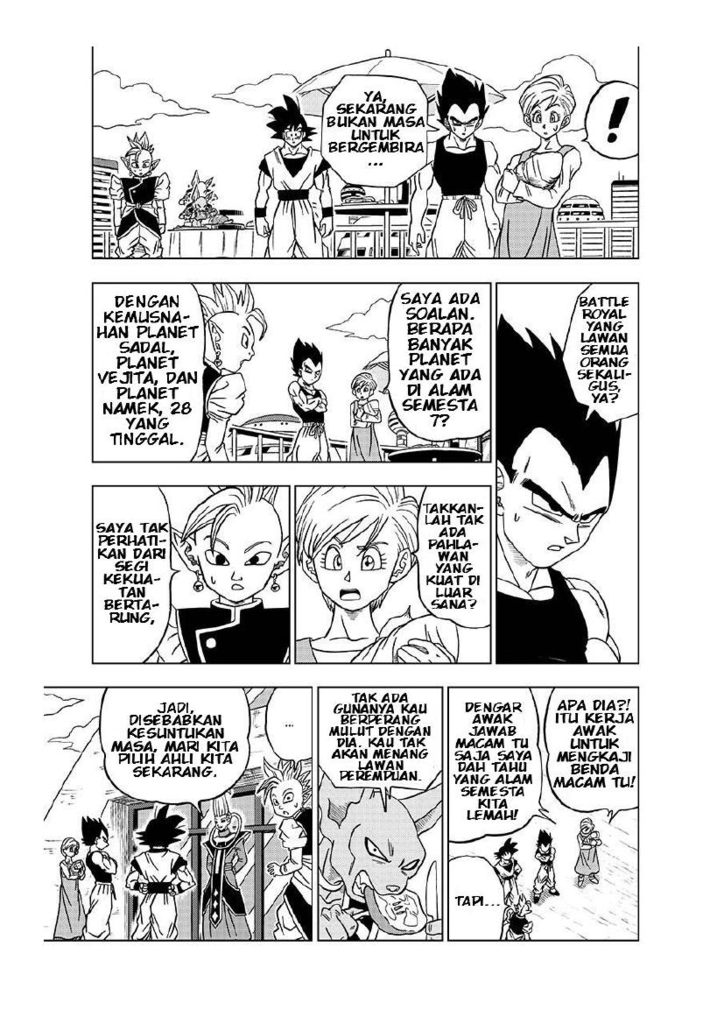 !
YA,
SEKARANG
BUKAN MASA
UNTUK
BERGEMBIRA
...
BATTLE
ROYAL
YANG
LAWAN
SEMUA
ORANG
SEKALI-
GUS,
YA?
SAYA ADA
SOALAN.
BERAPA
BANYAK
PLANET
YANG ADA
DI ALAM
SEMESTA
7?
DENGAN
KEMUSNA-
HAN PLANET
SADAL,
PLANET
VEJITA, DAN
PLANET
NAMEK, 28
YANG
TINGGAL.
TAKKAN-
LAH TAK
ADA
PAHLA-
WAN
YANG
KUAT DI
LUAR
SANA?
SAYA TAK
PERHATI-
KAN DARI
SEGI
KEKUA-
TAN
BERTA-
RUNG,
APA DIA?!
ITU KERJA
AWAK
UNTUK
MENGKAJI
BENDA
MACAM TU!
DENGAR
AWAK
JAWAB
MACAM TU
SAJA SAYA
DAH TAHU
YANG ALAM
SEMESTA
KITA
LEMAH!
TAPI...
TAK ADA
GUNANYA KAU
BERPERANG
MULUT DENGAN
DIA. KAU TAK
AKAN MENANG
LAWAN
PEREMPUAN.
...
JADI,
DISEBABKAN
KESUNTUKAN
MASA, MARI KITA
PILIH AHLI KITA
SEKARANG.